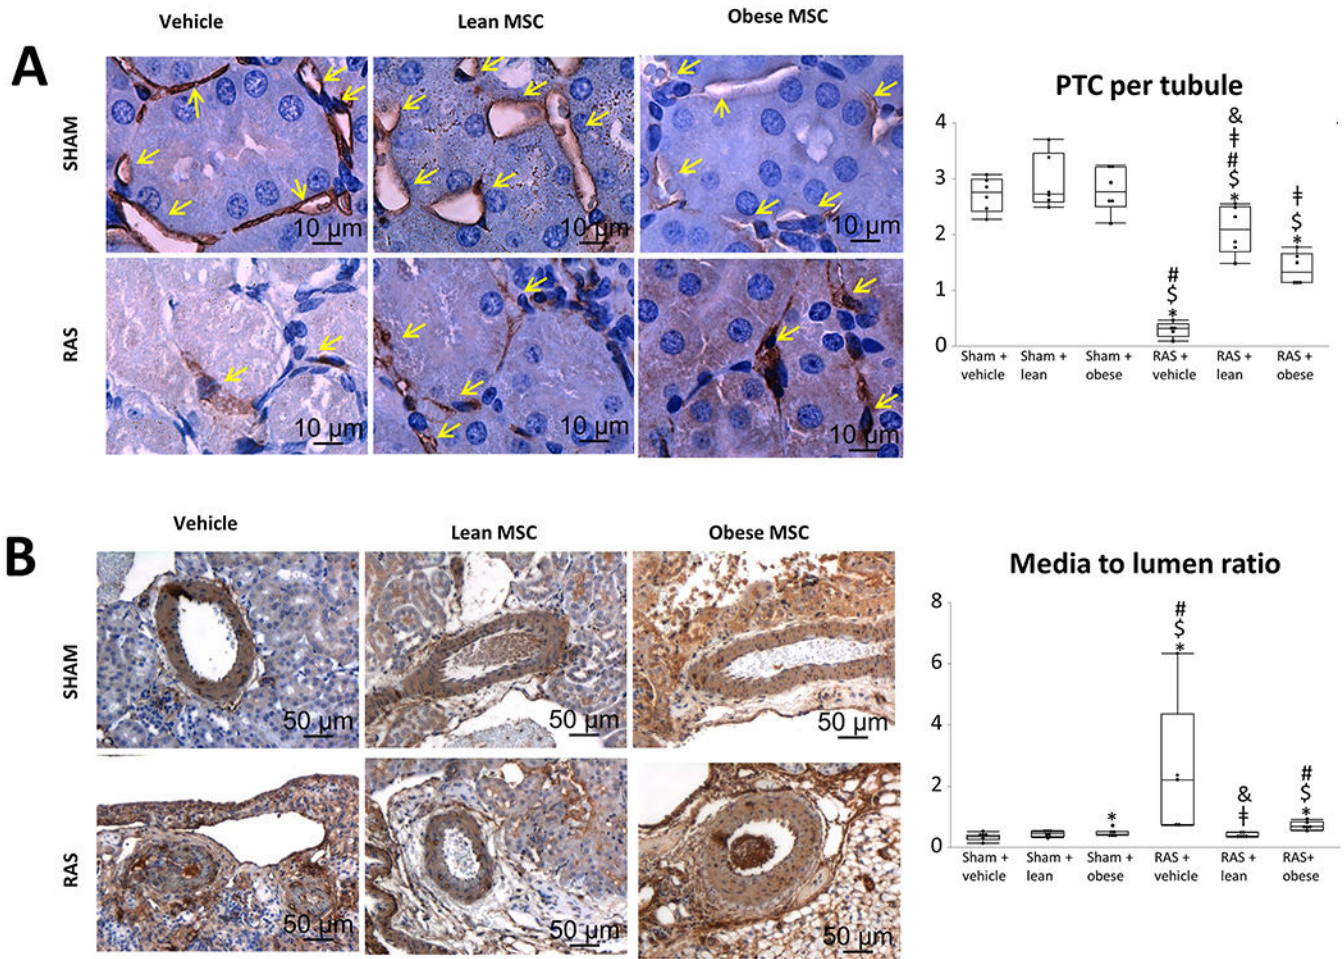 A
Vehicle
Lean MSC
Obese MSC
SHAM
10 µm
10 µm
10 µm
RAS
10 µm
10 µm
10 µm
PTC per tubule
4
3
2
1
0
#
$
*
&
ǂ
#
$
*
ǂ
$
*
Sham +
vehicle
Sham +
lean
Sham +
obese
RAS +
vehicle
RAS +
lean
RAS +
obese
B
Vehicle
Lean MSC
Obese MSC
SHAM
50 µm
50 µm
50 µm
RAS
50 µm
50 µm
50 µm
Media to lumen ratio
8
6
4
2
0
*
#
$
*
&
ǂ
#
$
*
Sham +
vehicle
Sham +
lean
Sham +
obese
RAS +
vehicle
RAS +
lean
RAS+
obese